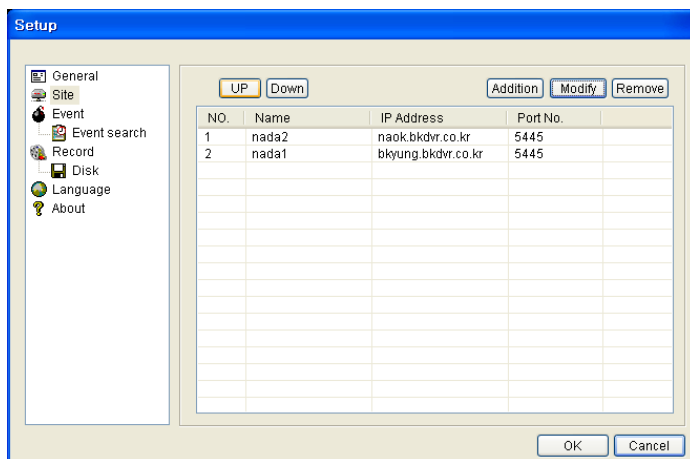 Setup
General
Site
Event
Event search
Record
Disk
Language
About
UP Down Addition Modify Remove
NO. Name IP Address Port No.
1 nada2 naok.bkdvr.co.kr 5445
2 nada1 bkyung.bkdvr.co.kr 5445
OK Cancel